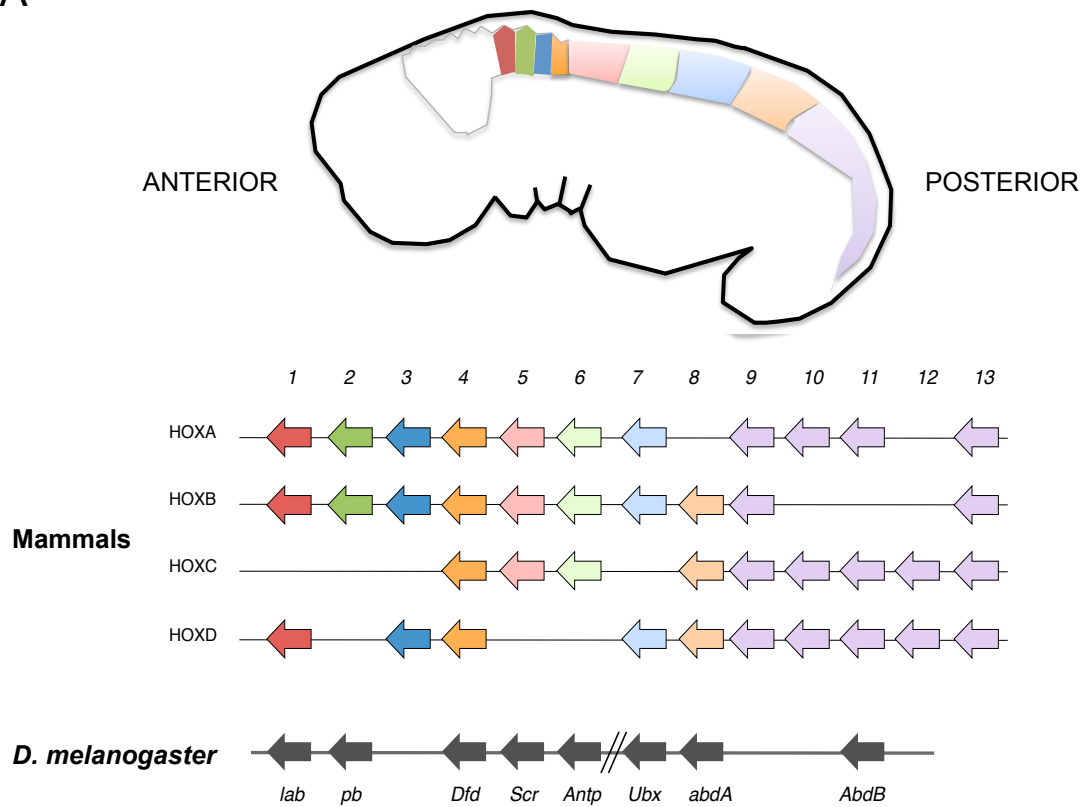 A
ANTERIOR POSTERIOR
1 2 3 4 5 6 7 8 9 10 11 12 13
HOXA
HOXB
Mammals
HOXC
HOXD
D. melanogaster
lab pb Dfd Scr Antp Ubx abdA AbdB